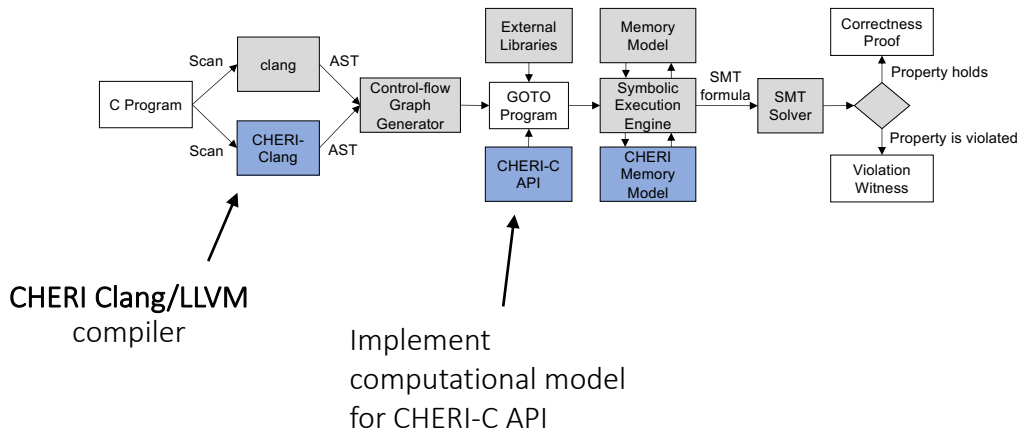 External
Libraries
Memory
Model
Correctness
Proof
Scan
clang
AST
Property holds
C Program
Control-flow
Graph
Generator
GOTO
Program
Symbolic
Execution
Engine
SMT
formula
SMT
Solver
Scan
CHERI-
Clang
AST
Property is violated
CHERI-C
API
CHERI
Memory
Model
Violation
Witness
CHERI Clang/LLVM
compiler
Implement
computational model
for CHERI-C API